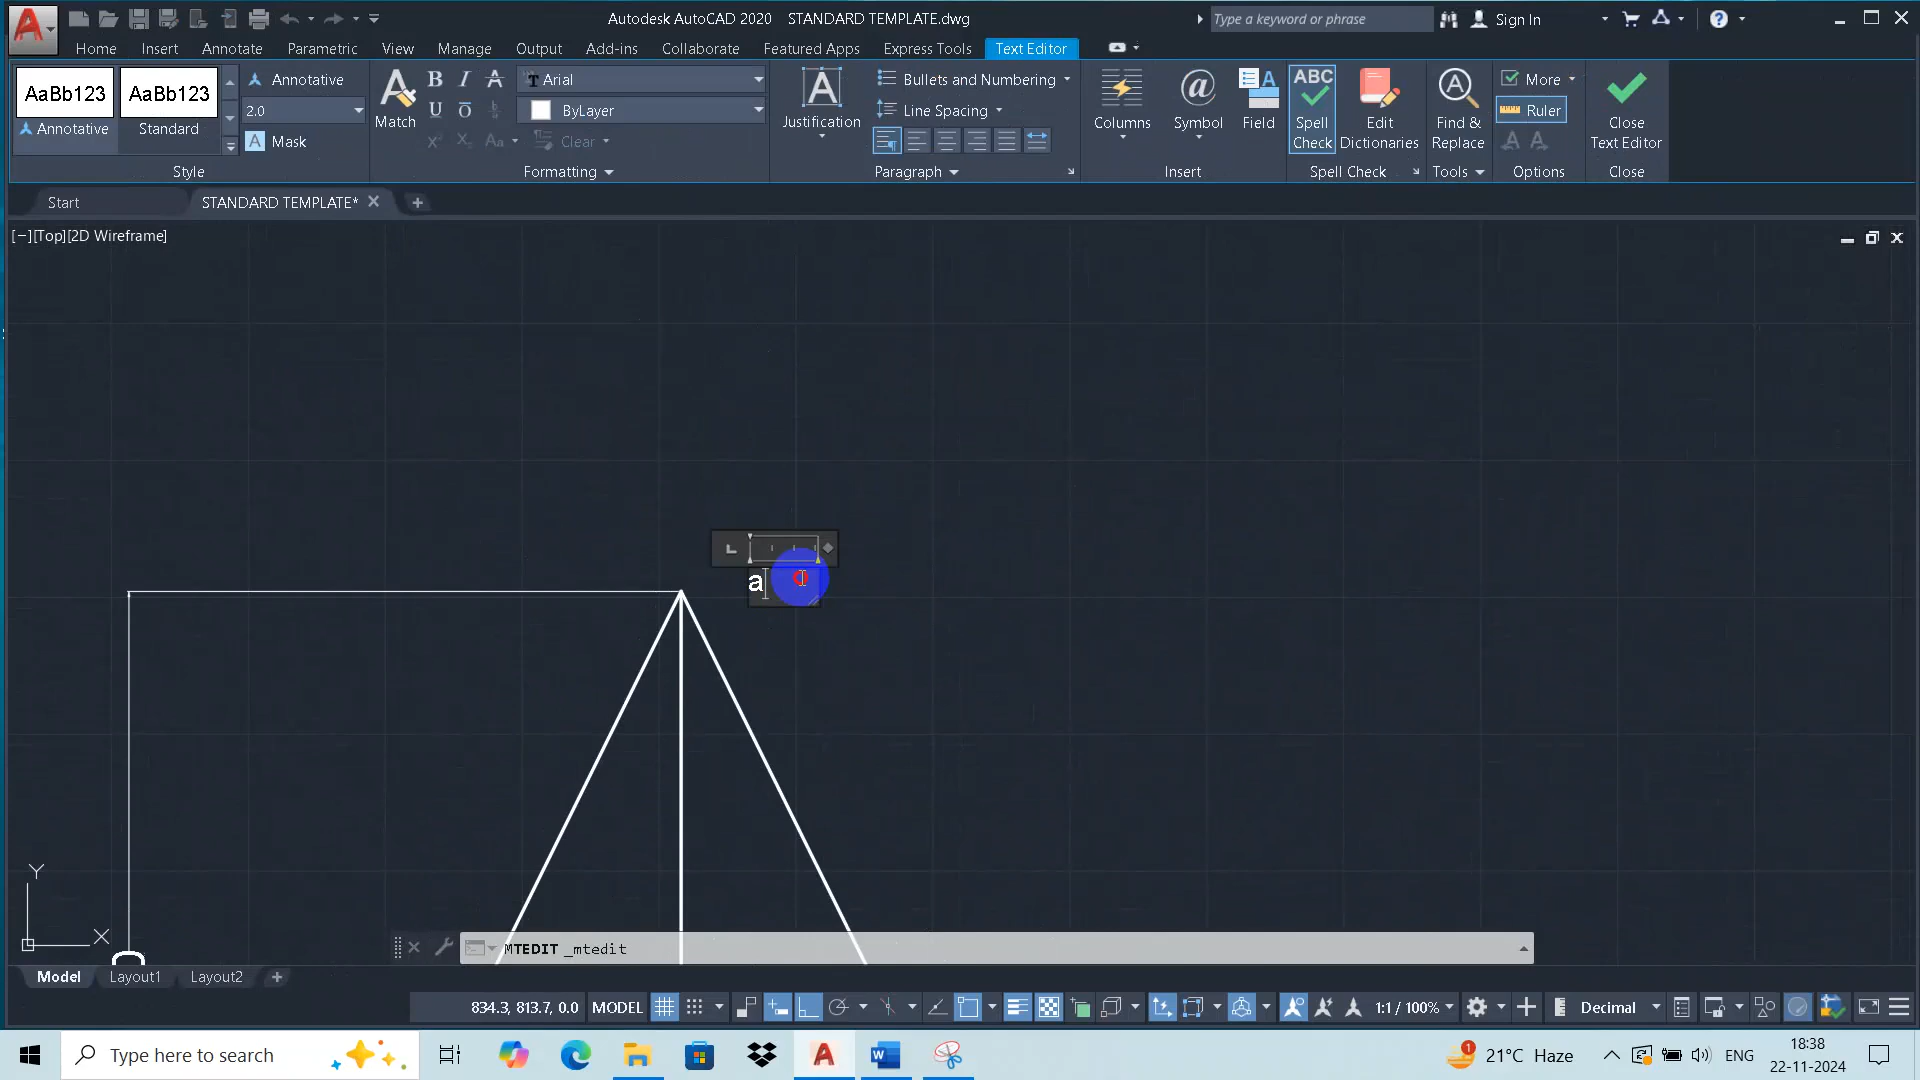 Autodesk AutoCAD 2020 STANDARD TEMPLATE.dwg
Type a keyword or phrase
Sign In
Home Insert Annotate Parametric View Manage Output Add-ins Collaborate Featured Apps Express Tools Text Editor
AaBb123 AaBb123
Annotative Standard
Annotative
2.0
Mask
Style
Match
Arial
ByLayer
Clear
Formatting
Justification
Bullets and Numbering
Line Spacing
Paragraph
Columns
Symbol
Field
Insert
ABC
Spell
Check
Edit
Dictionaries
Spell Check
Find &
Replace
Tools
More
Ruler
Options
Close
Text Editor
Close
Start
STANDARD TEMPLATE*
[−][Top][2D Wireframe]
a
Y
X
MTEDIT _mtedit
Model Layout1 Layout2
834.3, 813.7, 0.0 MODEL
1:1 / 100%
Decimal
Type here to search
21°C Haze
ENG
18:38
22-11-2024